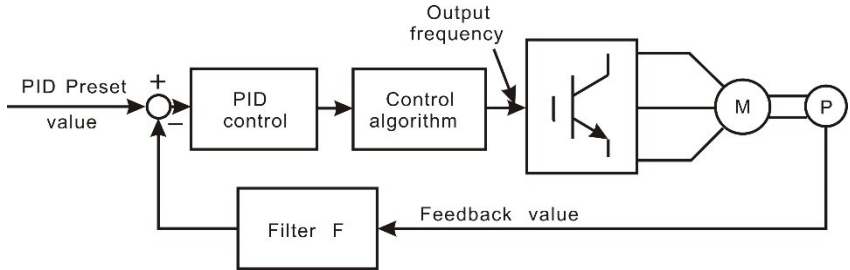 Output
frequency
PID Preset
value
+
−
PID
control
Control
algorithm
M
P
Filter F
Feedback value